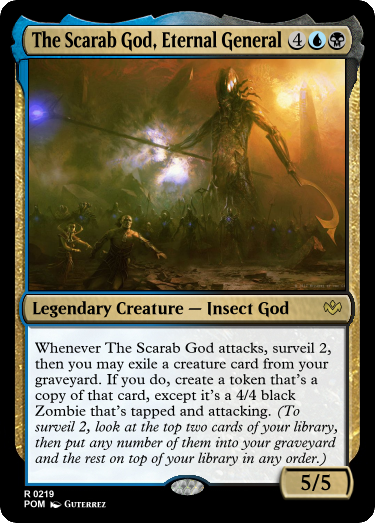 The Scarab God, Eternal General 4
Legendary Creature — Insect God
Whenever The Scarab God attacks, surveil 2,
then you may exile a creature card from your
graveyard. If you do, create a token that's a
copy of that card, except it's a 4/4 black
Zombie that's tapped and attacking. (To
surveil 2, look at the top two cards of your library,
then put any number of them into your graveyard
and the rest on top of your library in any order.)
5/5
R 0219
POM GUTERREZ